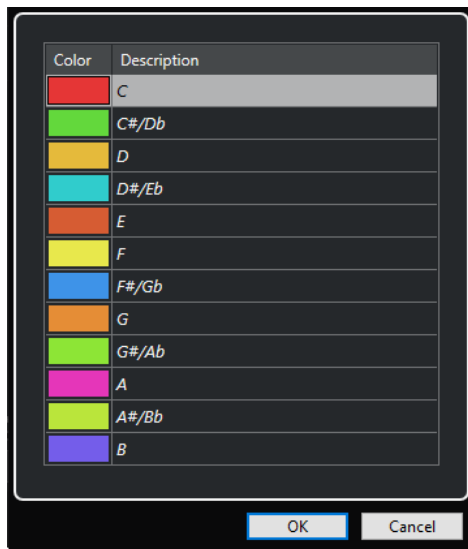 Color Description
C
C#/Db
D
D#/Eb
E
F
F#/Gb
G
G#/Ab
A
A#/Bb
B
OK Cancel